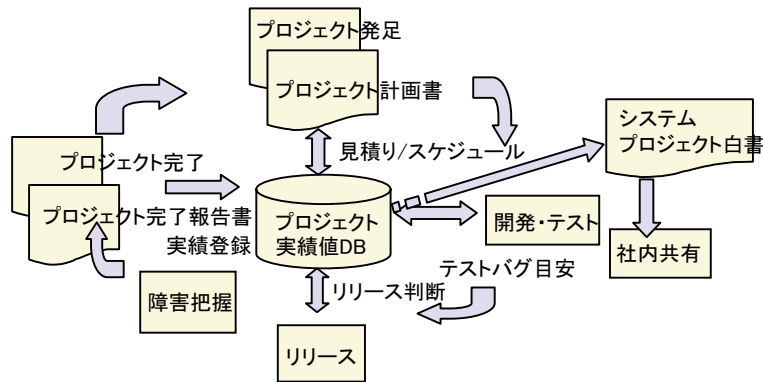 プロジェクト発足
プロジェクト計画書
システム
プロジェクト白書
見積り/スケジュール
プロジェクト完了
プロジェクト完了報告書
実績登録
プロジェクト
実績値DB
開発・テスト
社内共有
テストバグ目安
障害把握
リリース判断
リリース